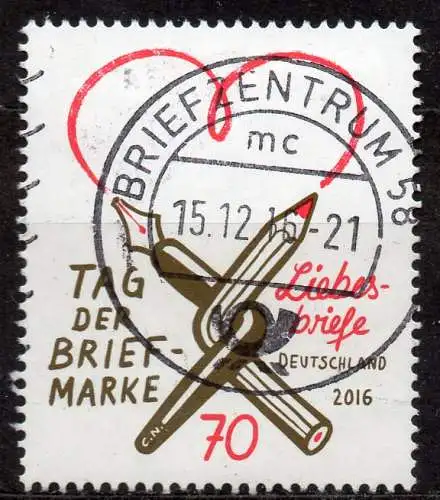 BRIEFZENTRUM 58
mc
15.12.16-21
TAG
DER
BRIEF-
MARKE
Liebes-
briefe
DEUTSCHLAND
2016
C.N.
70